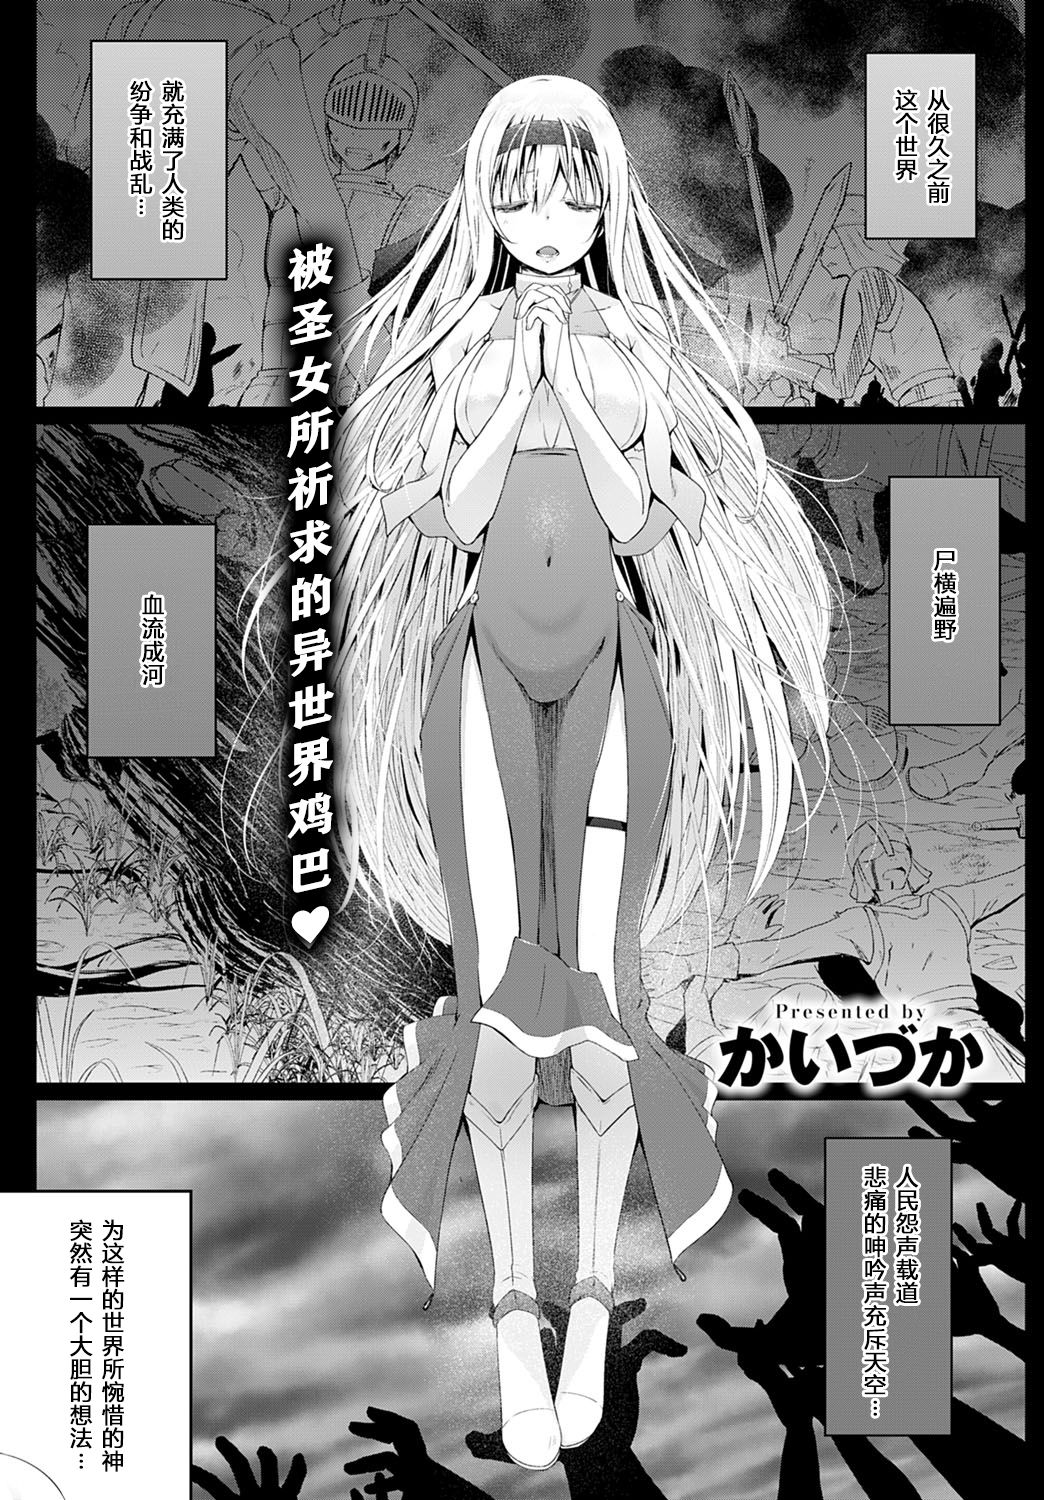 从很久之前
这个世界
就充满了人类的
纷争和战乱…
被圣女所祈求的异世界鸡巴♥
尸横遍野
血流成河
Presented by
かいづか
人民怨声载道
悲痛的呻吟声充斥天空…
为这样的世界所惋惜的神
突然有一个大胆的想法…